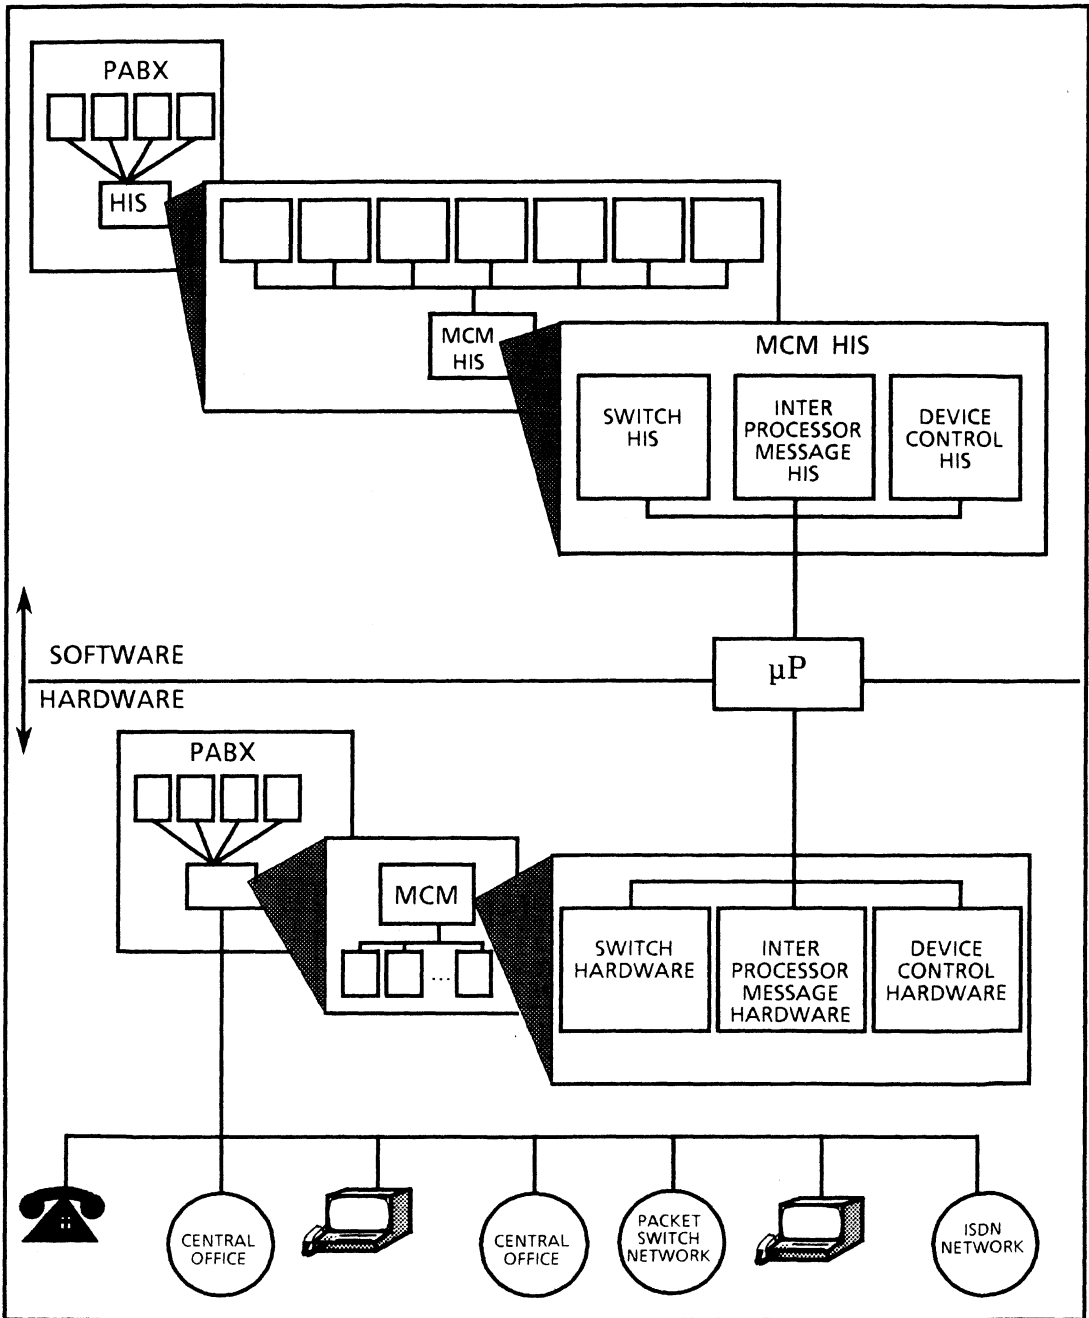 PABX
HIS
MCM
HIS
MCM HIS
SWITCH
HIS
INTER
PROCESSOR
MESSAGE
HIS
DEVICE
CONTROL
HIS
SOFTWARE
HARDWARE
µP
PABX
MCM
...
SWITCH
HARDWARE
INTER
PROCESSOR
MESSAGE
HARDWARE
DEVICE
CONTROL
HARDWARE
CENTRAL
OFFICE
CENTRAL
OFFICE
PACKET
SWITCH
NETWORK
ISDN
NETWORK